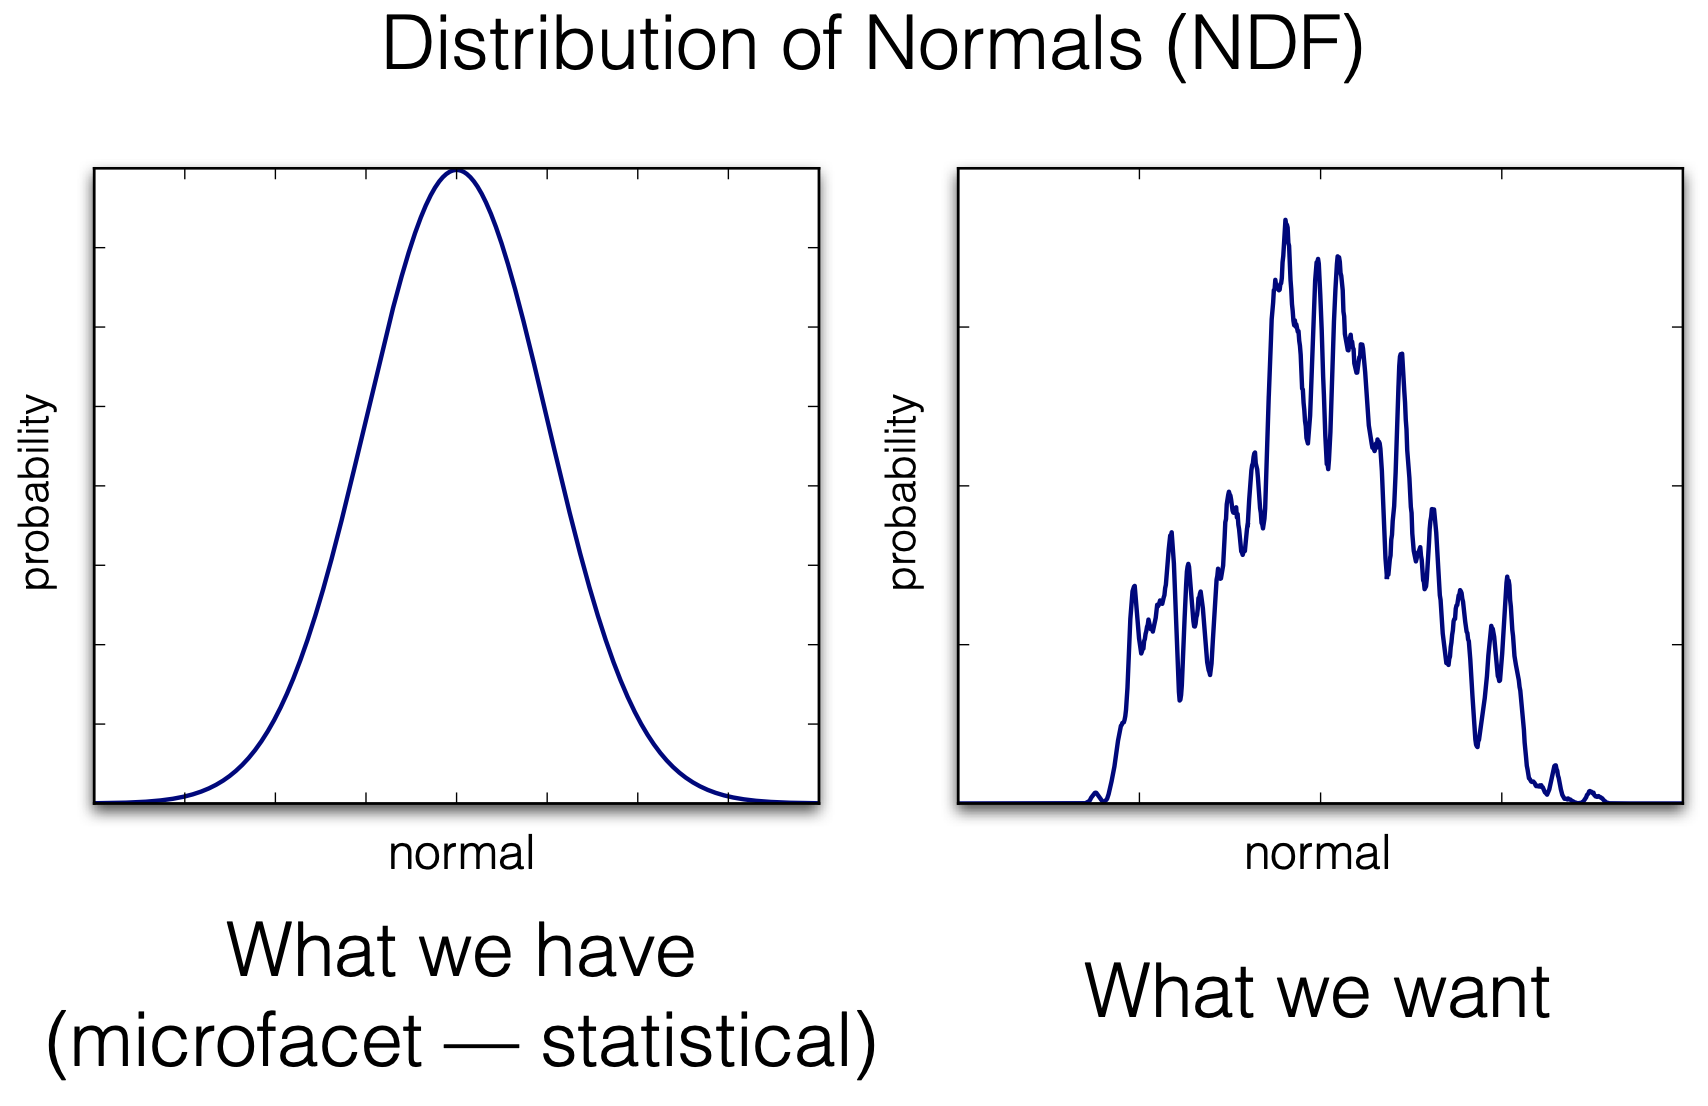 Distribution of Normals (NDF)
probability
normal
What we have
(microfacet — statistical)
probability
normal
What we want